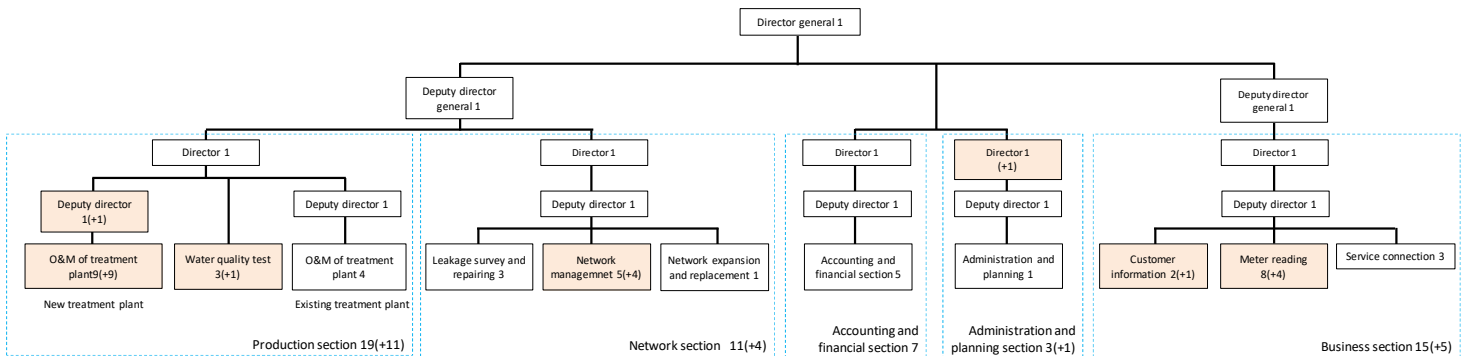 Director general 1
Deputy director
general 1
Deputy director
general 1
Director 1
Director 1
Director 1
Director 1
(+1)
Director 1
Deputy director
1(+1)
Deputy director 1
Deputy director 1
Deputy director 1
Deputy director 1
Deputy director 1
O&M of treatment
plant9(+9)
Water quality test
3(+1)
O&M of treatment
plant 4
Leakage survey and
repairing 3
Network
managemnet 5(+4)
Network expansion
and replacement 1
Accounting and
financial section 5
Administration and
planning 1
Customer
information 2(+1)
Meter reading
8(+4)
Service connection 3
New treatment plant
Existing treatment plant
Production section 19(+11)
Network section 11(+4)
Accounting and
financial section 7
Administration and
planning section 3(+1)
Business section 15(+5)